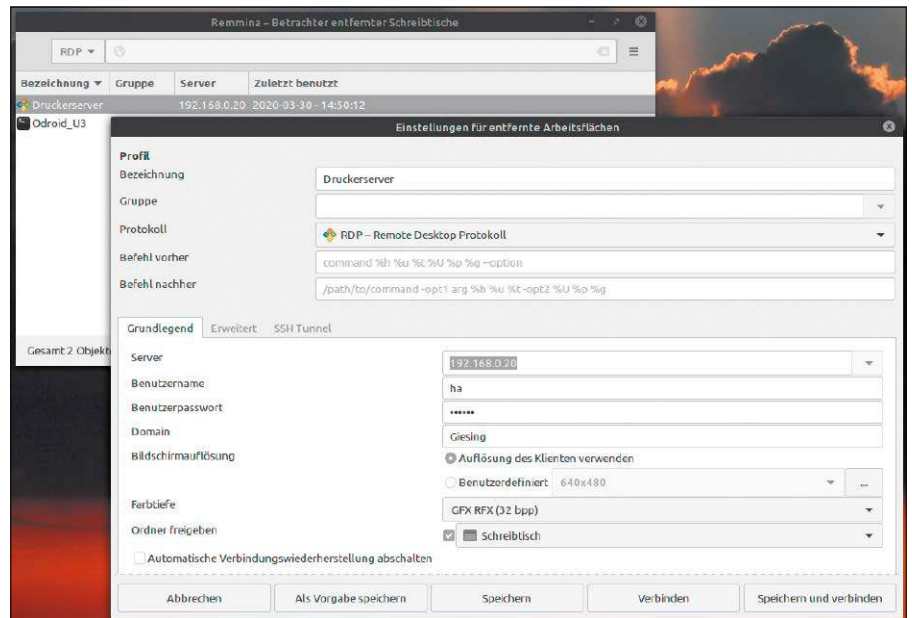 Remmina – Betrachter entfernter Schreibtische
RDP
Bezeichnung Gruppe Server Zuletzt benutzt
Druckerserver 192.168.0.20 2020-03-30 - 14:50:12
Odroid_U3
Gesamt 2 Objekt
Einstellungen für entfernte Arbeitsflächen
Profil
Bezeichnung Druckerserver
Gruppe
Protokoll RDP – Remote Desktop Protokoll
Befehl vorher command %h %u %t %U %p %g --option
Befehl nachher /path/to/command -opt1 arg %h %u %t -opt2 %U %p %g
Grundlegend Erweitert SSH Tunnel
Server 192.168.0.20
Benutzername ha
Benutzerpasswort ••••••
Domain Giesing
Bildschirmauflösung Auflösung des Klienten verwenden
Benutzerdefiniert 640x480 ...
Farbtiefe GFX RFX (32 bpp)
Ordner freigeben Schreibtisch
Automatische Verbindungswiederherstellung abschalten
Abbrechen Als Vorgabe speichern Speichern Verbinden Speichern und verbinden